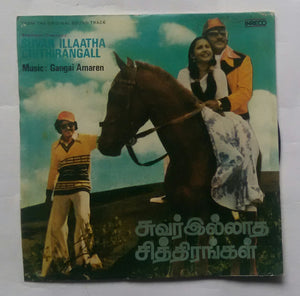 FROM THE ORIGINAL SOUND TRACK
INRECO
SUVAR ILLAATHA
CHITHIRANGALL
Music: Gangai Amaren
சுவர் இல்லாத
சித்திரங்கள்